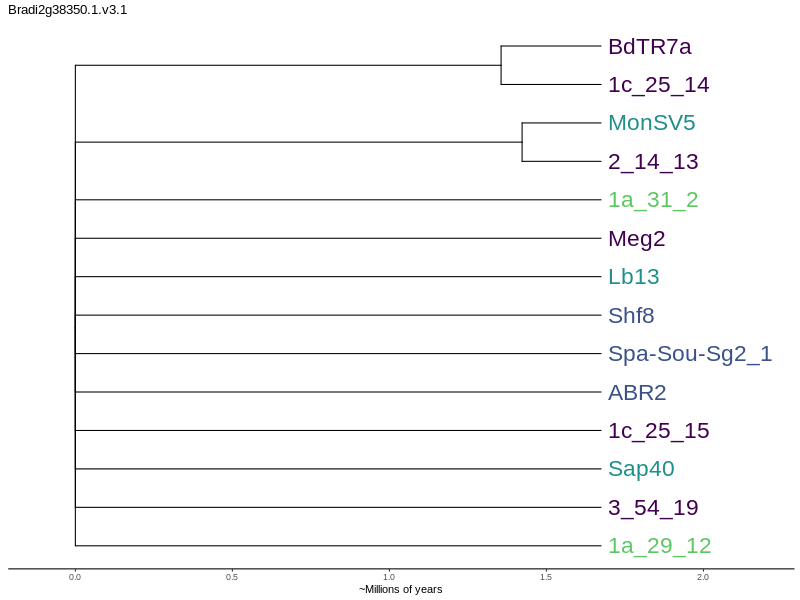 Bradi2g38350.1.v3.1
BdTR7a
1c_25_14
MonSV5
2_14_13
1a_31_2
Meg2
Lb13
Shf8
Spa-Sou-Sg2_1
ABR2
1c_25_15
Sap40
3_54_19
1a_29_12
0.0 0.5 1.0 1.5 2.0
~Millions of years